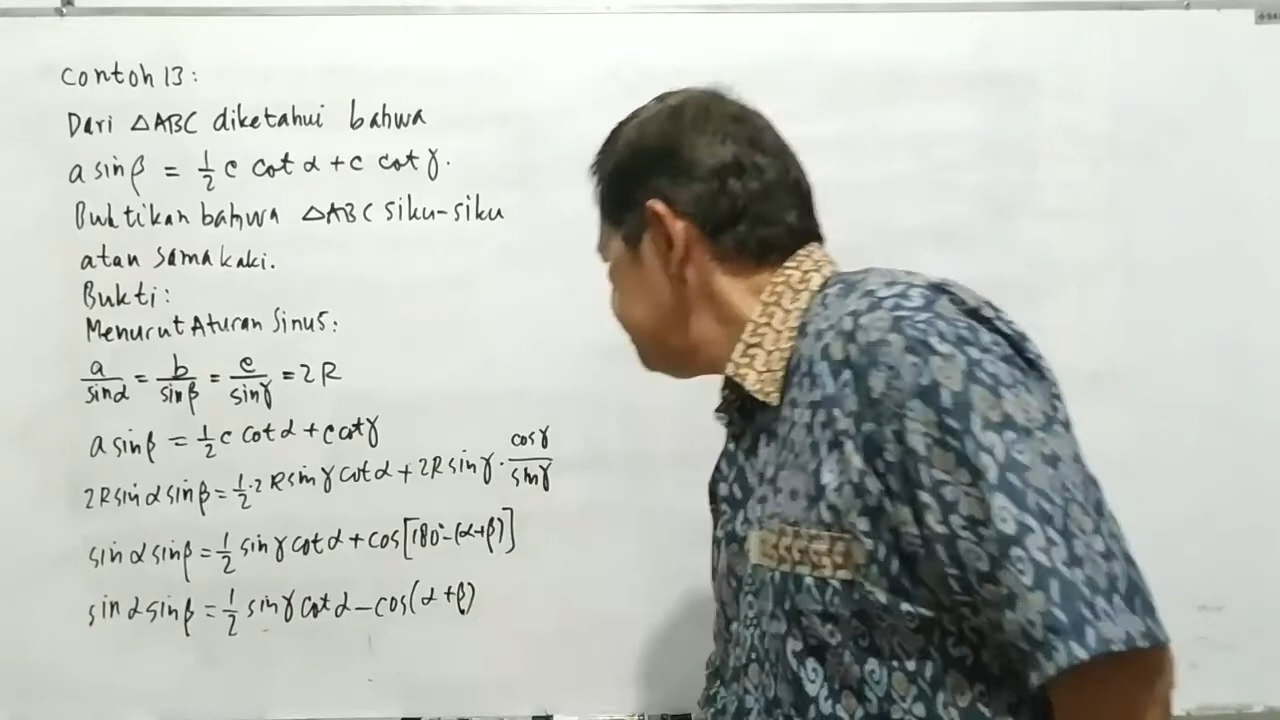 Contoh 13:
Dari △ABC diketahui bahwa
a sin β = 1/2 c cot α + c cot γ.
Buktikan bahwa △ABC siku-siku
atau samakaki.
Bukti:
Menurut Aturan Sinus:
a/sin α = b/sin β = c/sin γ = 2R
a sin β = 1/2 c cot α + c cot γ
2R sin α sin β = 1/2 · 2R sin γ cot α + 2R sin γ · cos γ/sin γ
sin α sin β = 1/2 sin γ cot α + cos[180° - (α+β)]
sin α sin β = 1/2 sin γ cot α - cos(α+β)